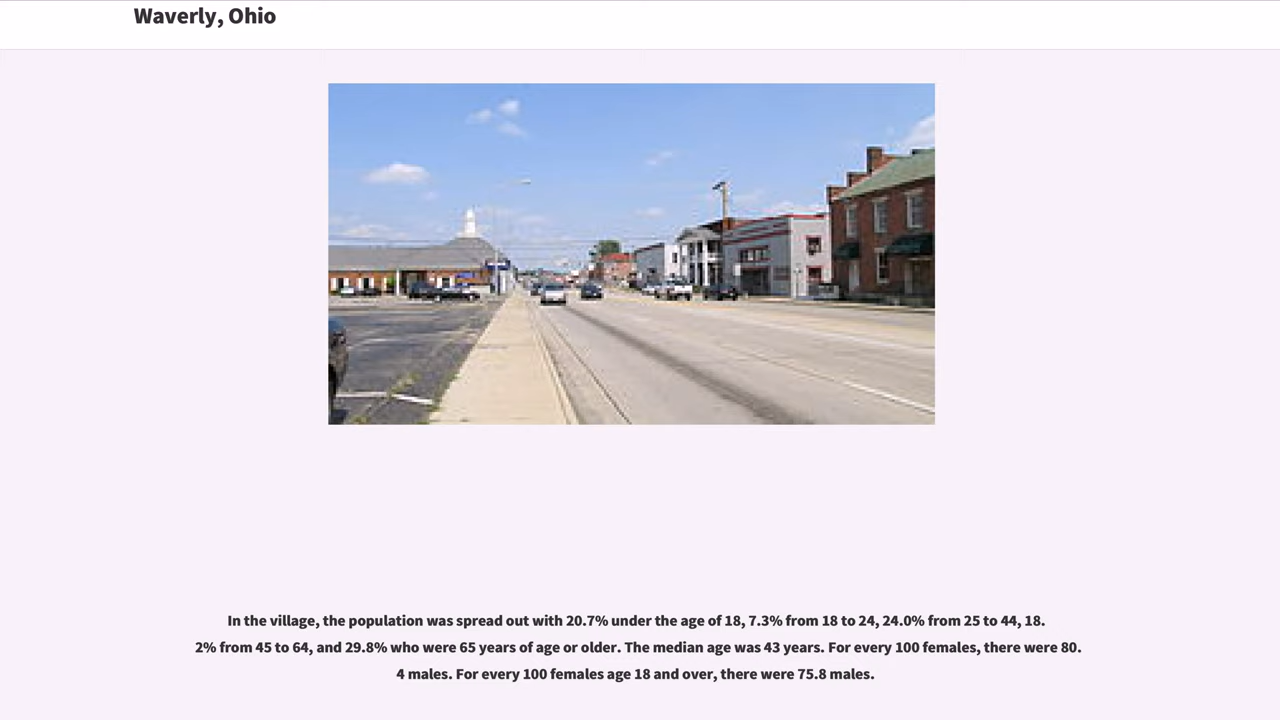 Waverly, Ohio
In the village, the population was spread out with 20.7% under the age of 18, 7.3% from 18 to 24, 24.0% from 25 to 44, 18.
2% from 45 to 64, and 29.8% who were 65 years of age or older. The median age was 43 years. For every 100 females, there were 80.
4 males. For every 100 females age 18 and over, there were 75.8 males.